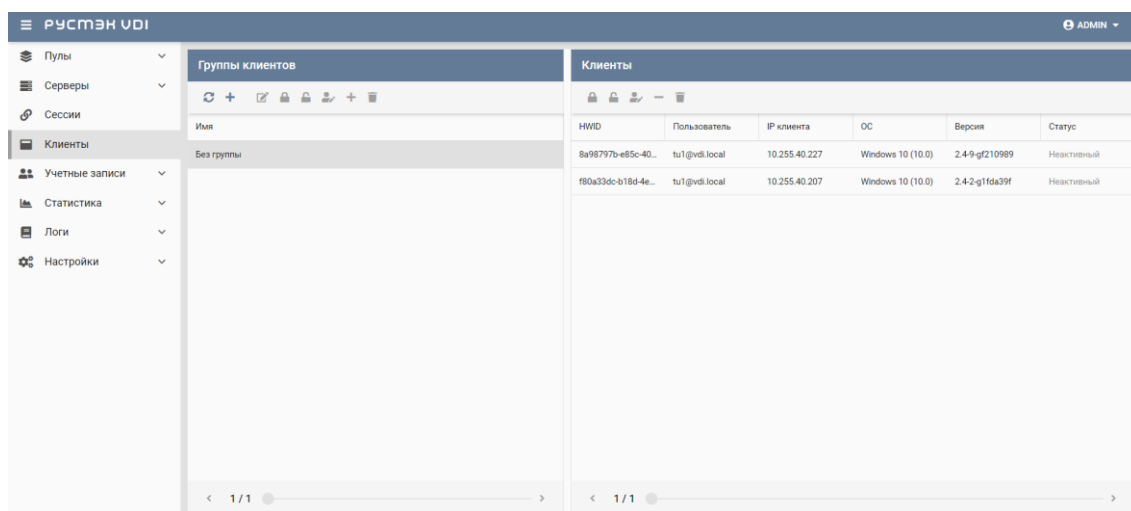 РУСТЭК VDI
ADMIN
Пулы
Серверы
Сессии
Клиенты
Учетные записи
Статистика
Логи
Настройки
Группы клиентов
Имя
Без группы
1 / 1
Клиенты
HWID Пользователь IP клиента ОС Версия Статус
8a98797b-e85c-40... tu1@vdi.local 10.255.40.227 Windows 10 (10.0) 2.4-9-gf210989 Неактивный
f80a33dc-b18d-4e... tu1@vdi.local 10.255.40.207 Windows 10 (10.0) 2.4-2-g1fda39f Неактивный
1 / 1